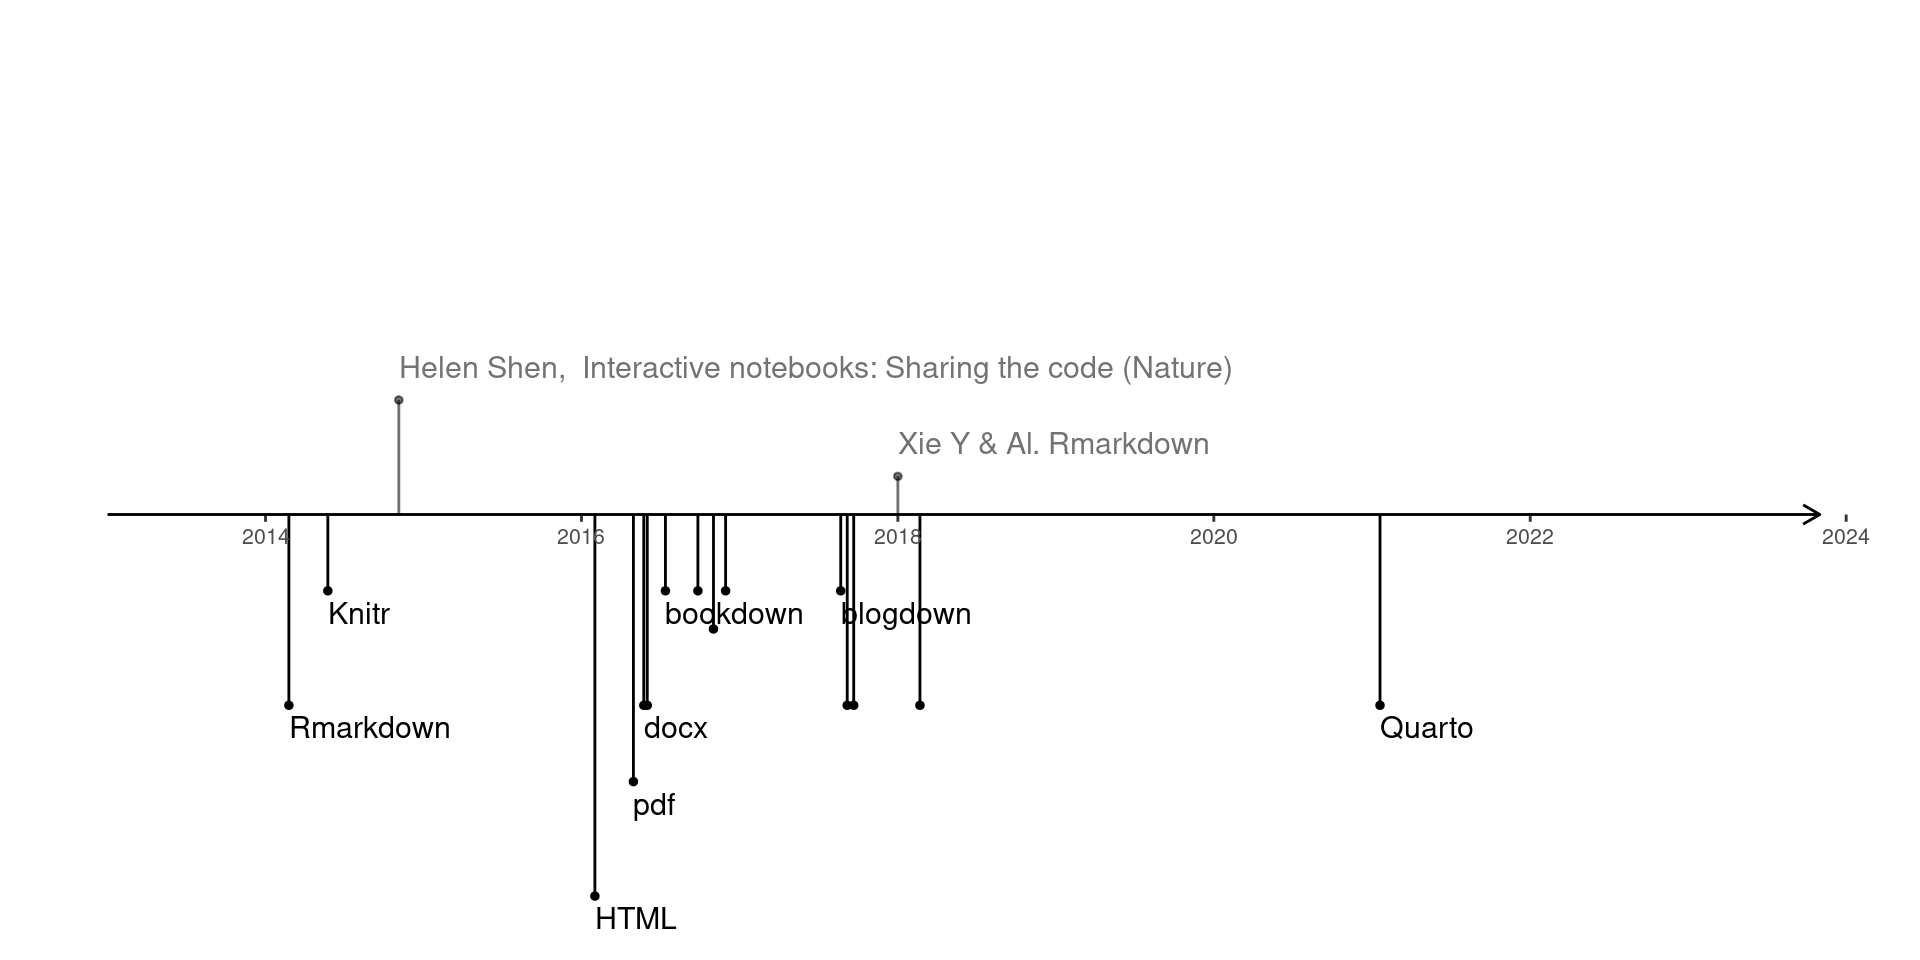 Helen Shen,  Interactive notebooks: Sharing the code (Nature)
Xie Y & Al. Rmarkdown
2014 2016 2018 2020 2022 2024
Knitr bookdown blogdown
Rmarkdown docx Quarto
pdf
HTML